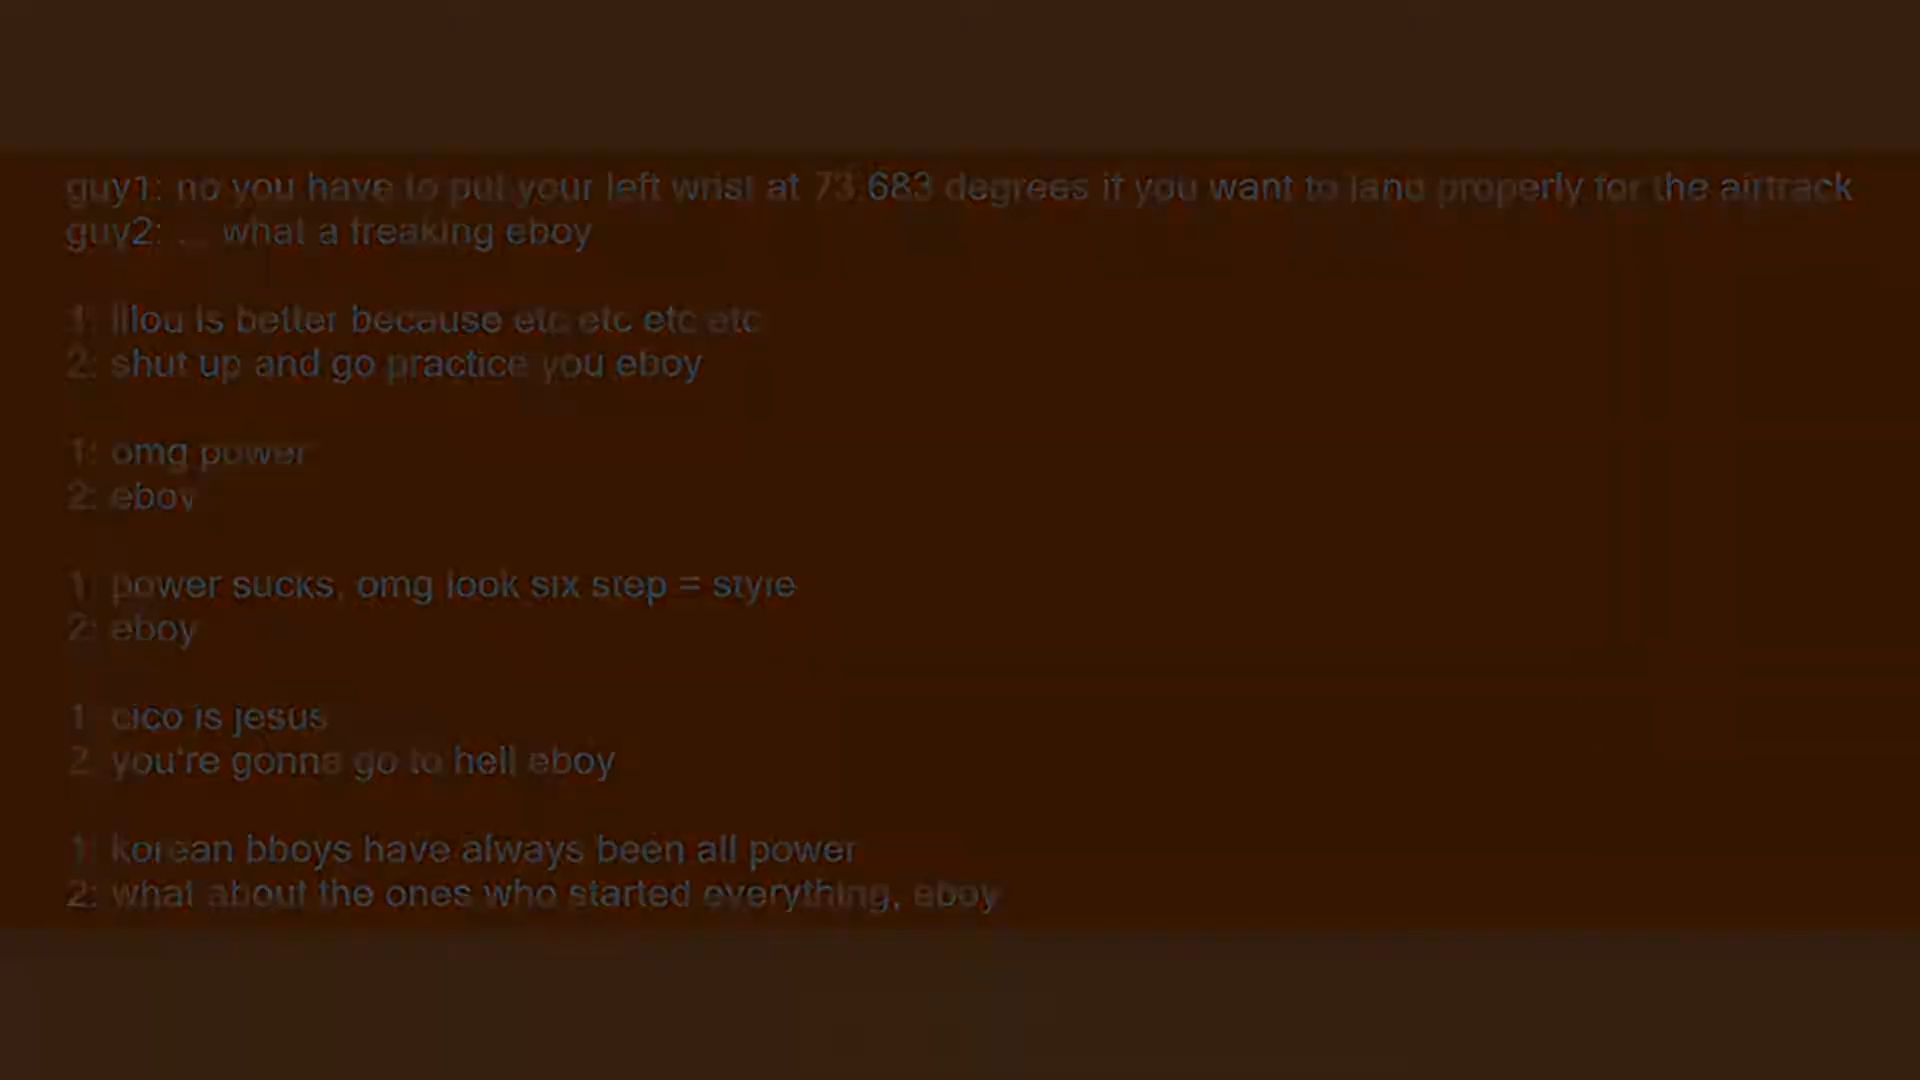 guy1: no you have to put your left wrist at 73.683 degrees if you want to land properly for the airtrack
guy2: ... what a freaking eboy
1: lilou is better because etc etc etc etc
2: shut up and go practice you eboy
1: omg power
2: eboy
1: power sucks, omg look six step = style
2: eboy
1: cico is jesus
2: you're gonna go to hell eboy
1: korean bboys have always been all power
2: what about the ones who started everything, eboy